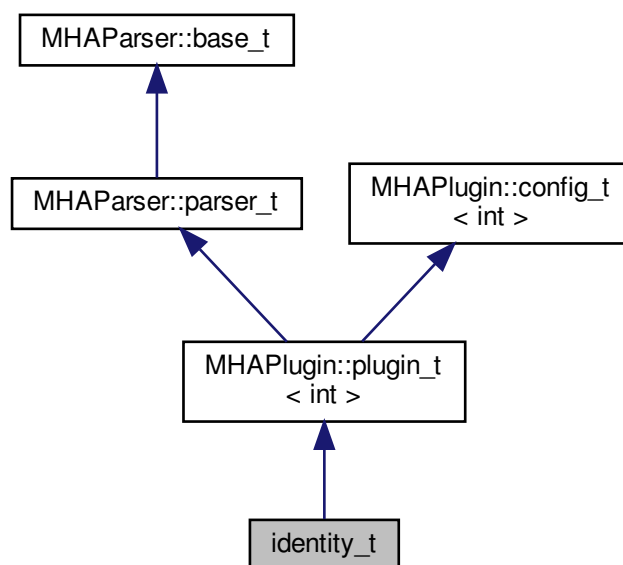 MHAParser::base_t
MHAParser::parser_t
MHAPlugin::config_t
< int >
MHAPlugin::plugin_t
< int >
identity_t